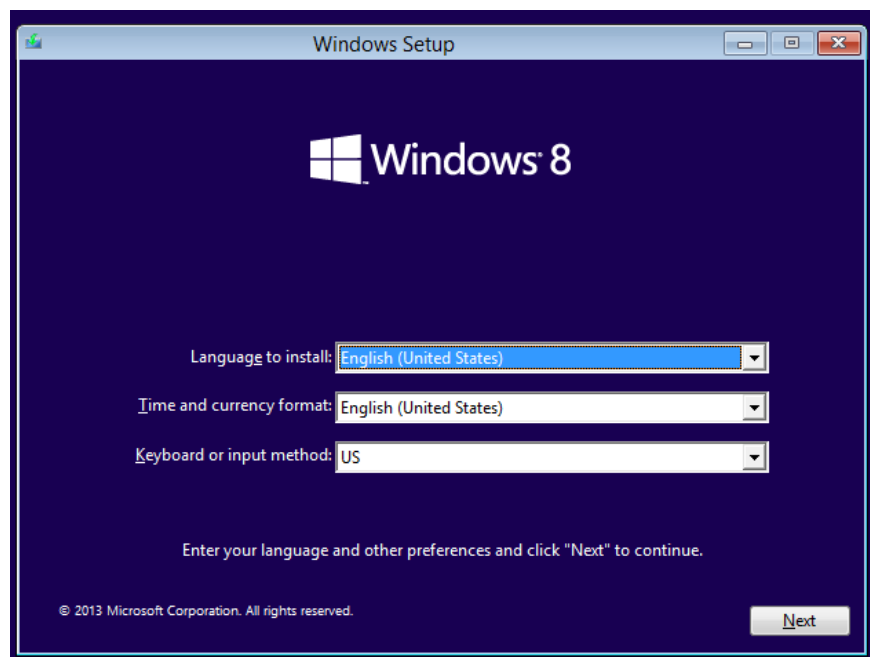 Windows Setup
Windows 8
Language to install: English (United States)
Time and currency format: English (United States)
Keyboard or input method: US
Enter your language and other preferences and click "Next" to continue.
© 2013 Microsoft Corporation. All rights reserved.
Next